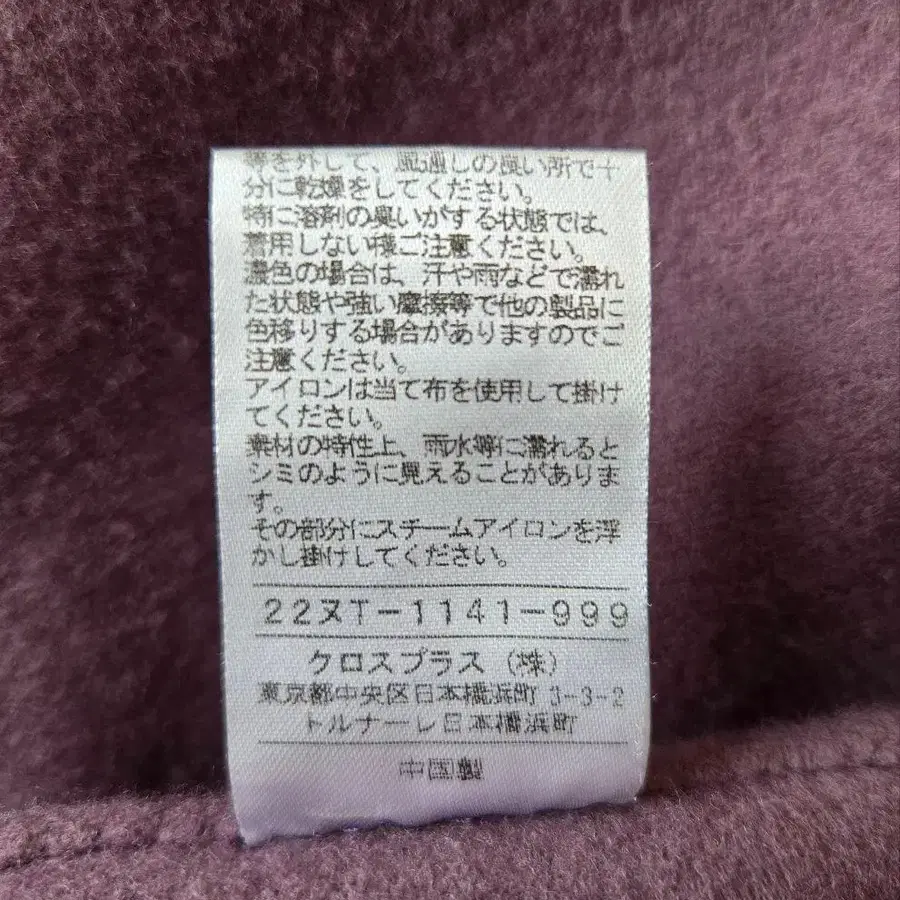 等を外して、風通しの良い所で十
分に乾燥をしてください。
特に溶剤の臭いがする状態では、
着用しない様ご注意ください。
濃色の場合は、汗や雨などで濡れ
た状態や強い摩擦等で他の製品に
色移りする場合がありますのでご
注意ください。
アイロンは当て布を使用して掛け
てください。
素材の特性上、雨水等に濡れると
シミのように見えることがありま
す。
その部分にスチームアイロンを浮
かし掛けしてください。
22ヌT-1141-999
クロスプラス(株)
東京都中央区日本橋浜町3-3-2
トルナーレ日本橋浜町
中国製